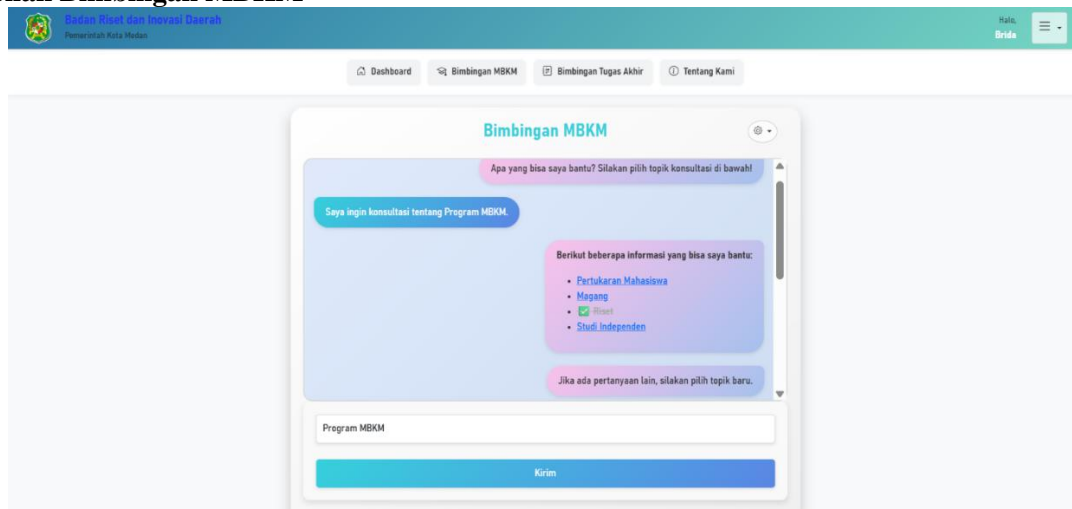 Bimbingan MBKM
Badan Riset dan Inovasi Daerah
Pemerintah Kota Medan
Halo,
Brida
Dashboard
Bimbingan MBKM
Bimbingan Tugas Akhir
Tentang Kami
Bimbingan MBKM
Apa yang bisa saya bantu? Silakan pilih topik konsultasi di bawah!
Saya ingin konsultasi tentang Program MBKM.
Berikut beberapa informasi yang bisa saya bantu:
Pertukaran Mahasiswa
Magang
Riset
Studi Independen
Jika ada pertanyaan lain, silakan pilih topik baru.
Program MBKM
Kirim